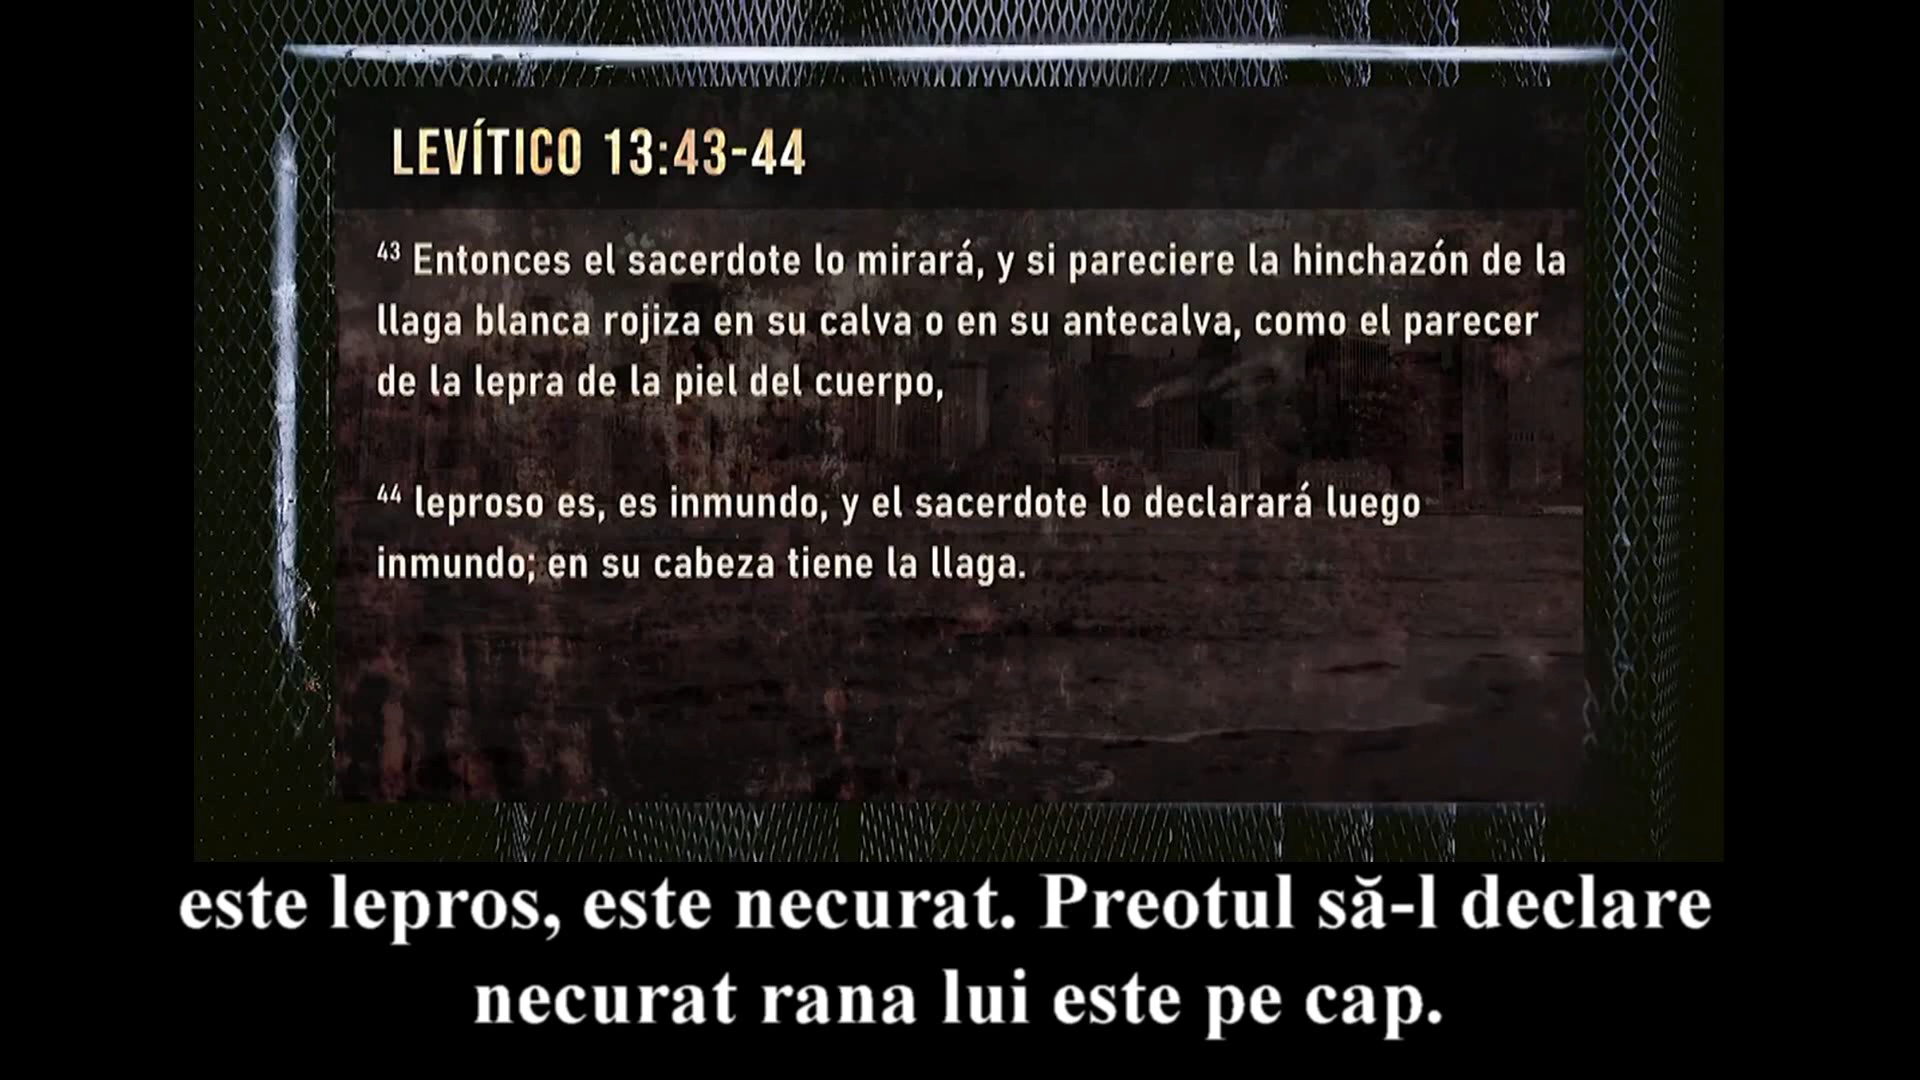 LEVÍTICO 13:43-44
43 Entonces el sacerdote lo mirará, y si pareciere la hinchazón de la
llaga blanca rojiza en su calva o en su antecalva, como el parecer
de la lepra de la piel del cuerpo,
44 leproso es, es inmundo, y el sacerdote lo declarará luego
inmundo; en su cabeza tiene la llaga.
este lepros, este necurat. Preotul să-l declare
necurat rana lui este pe cap.